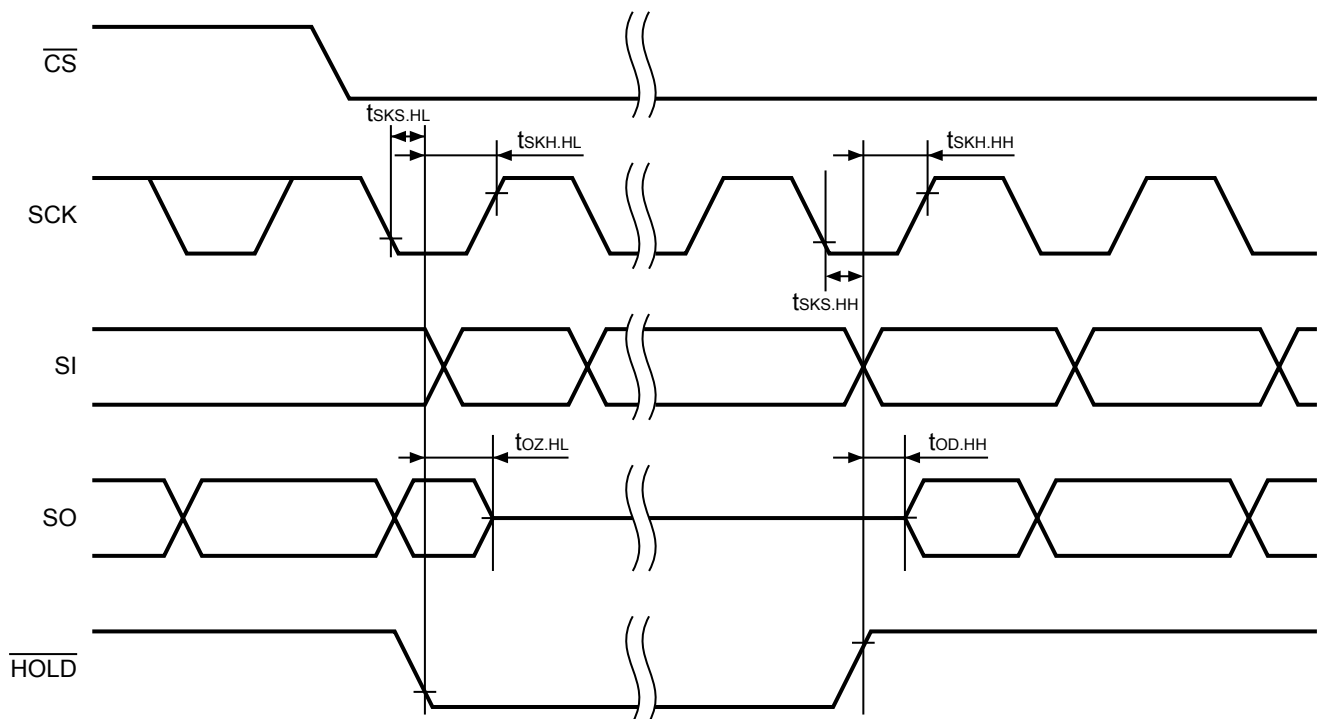 CS
tSKS.HL
tSKH.HL
tSKH.HH
SCK
tSKS.HH
SI
tOZ.HL
tOD.HH
SO
HOLD